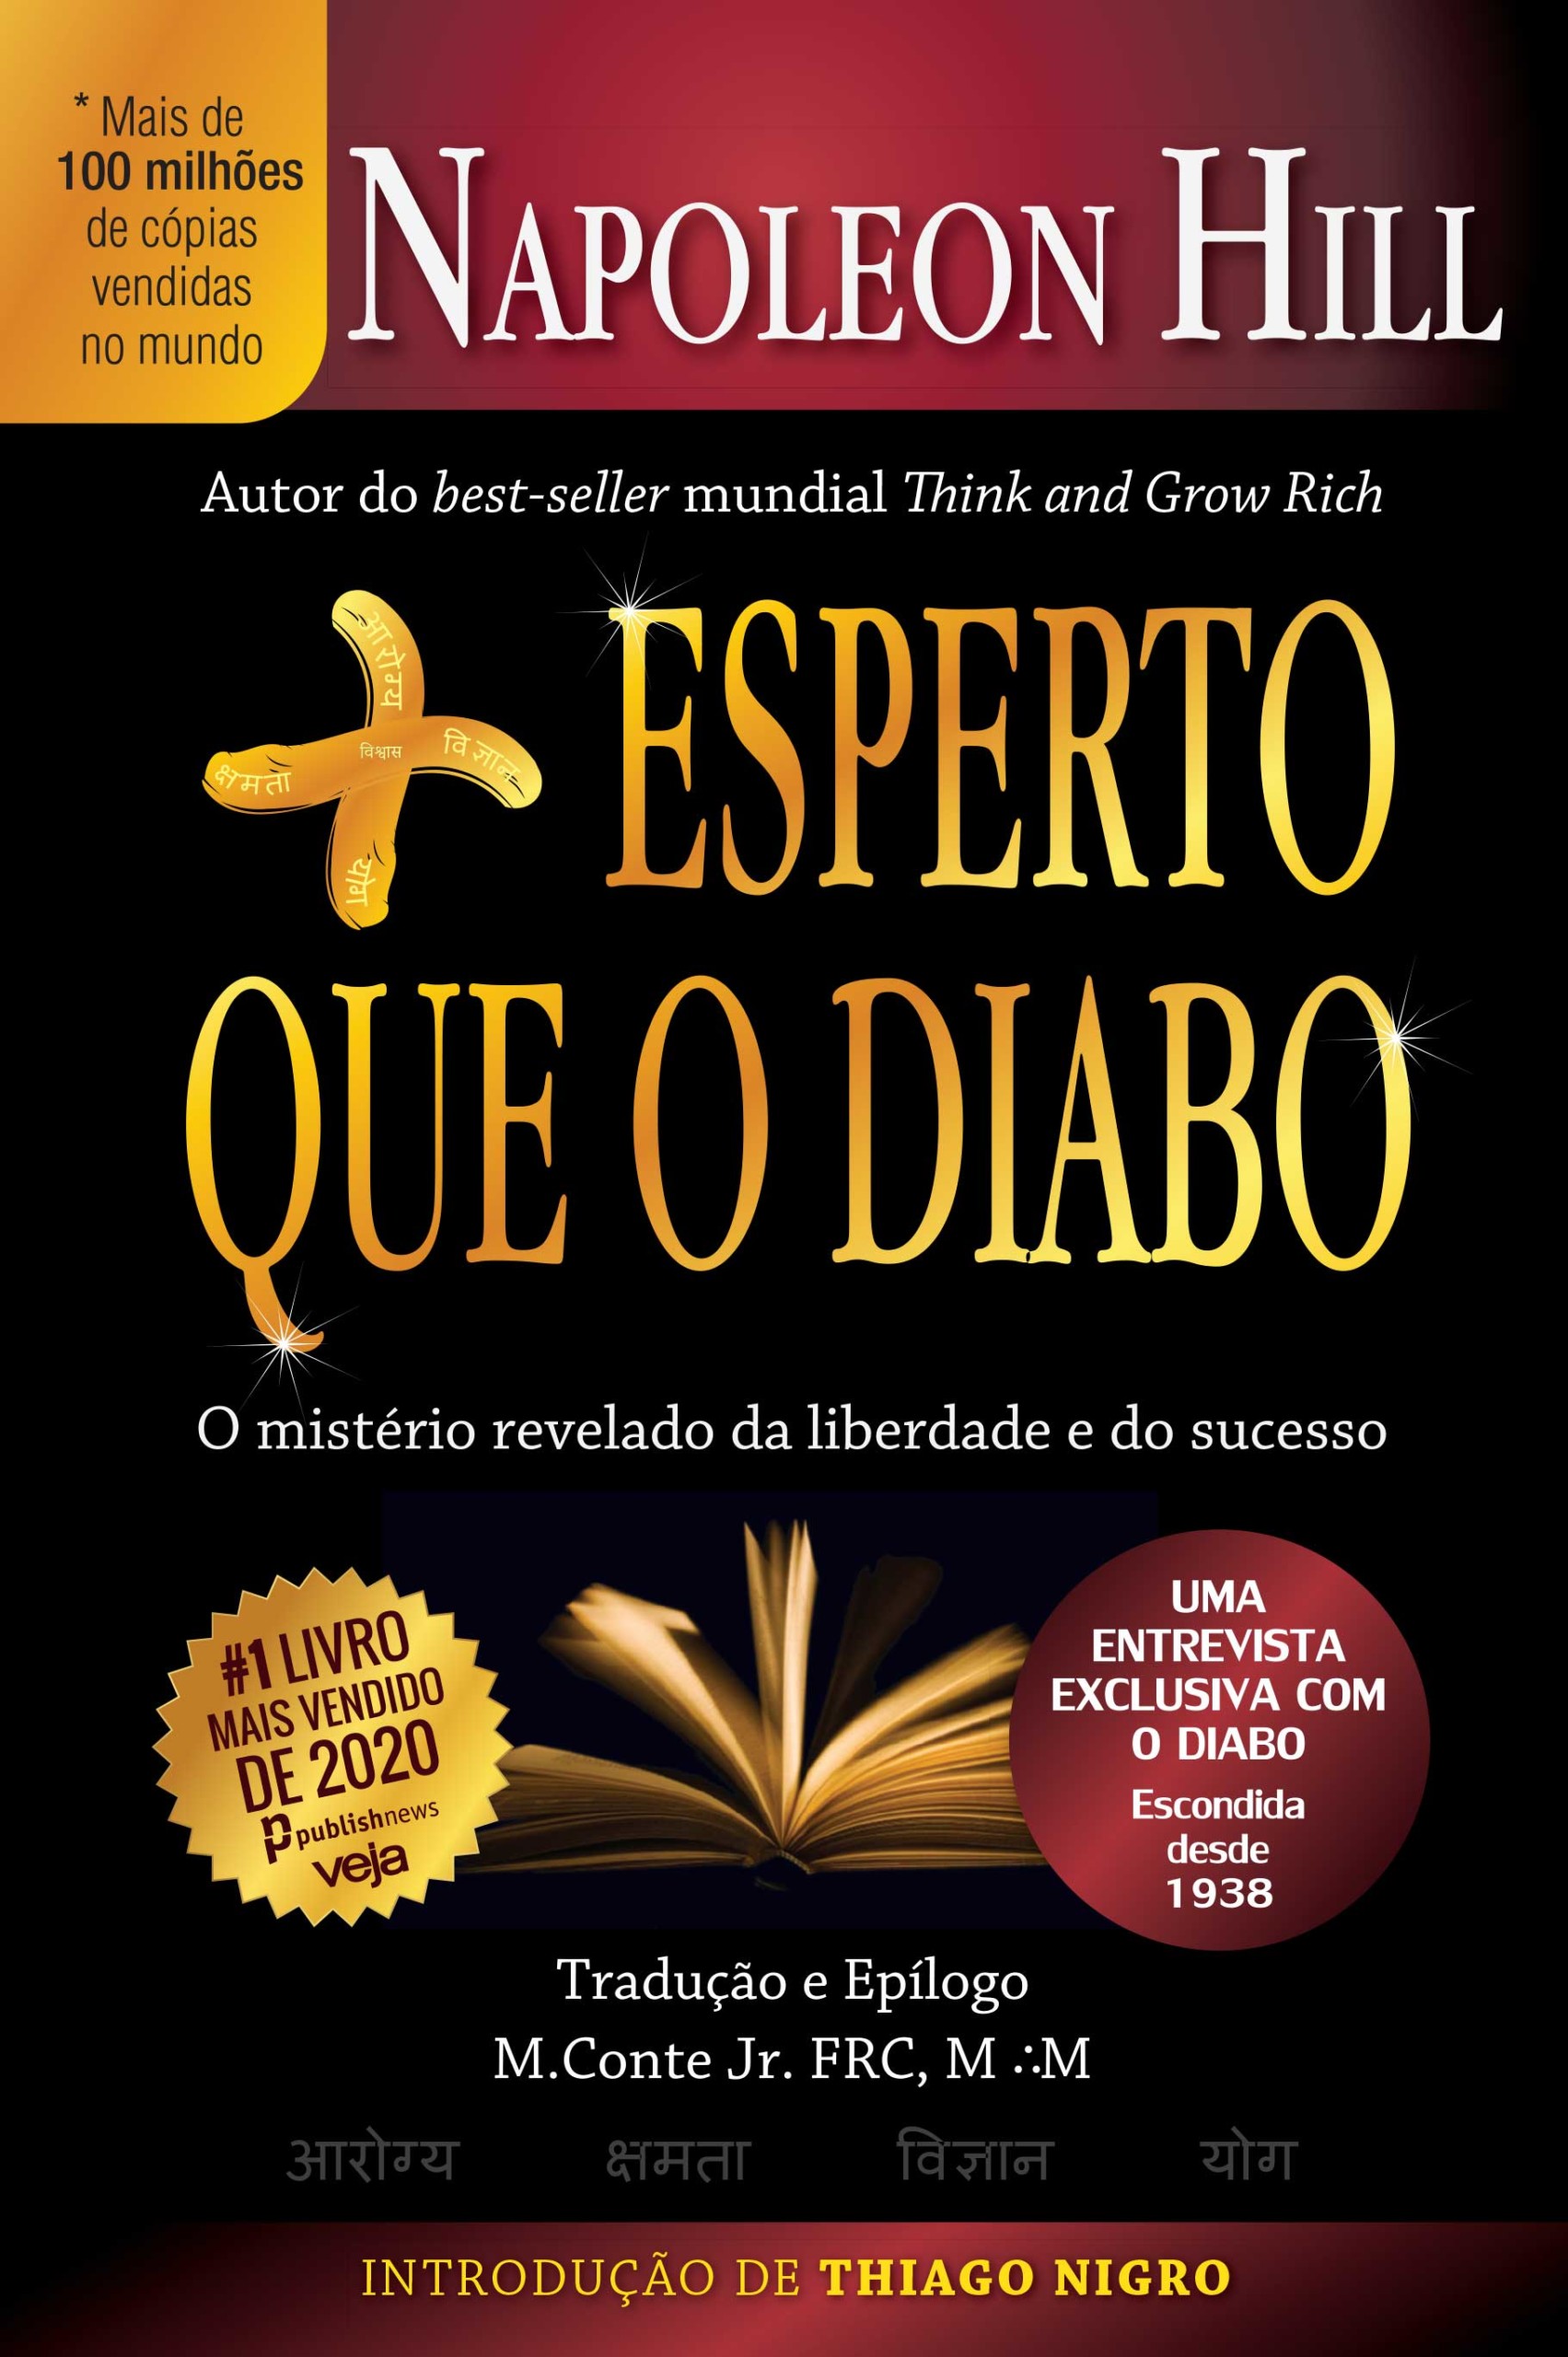 * Mais de
100 milhões
de cópias
vendidas
no mundo
NAPOLEON HILL
Autor do best-seller mundial Think and Grow Rich
आरोग्य
क्षमता
विश्वास
विज्ञान
योग
+ ESPERTO
QUE O DIABO
O mistério revelado da liberdade e do sucesso
#1 LIVRO
MAIS VENDIDO
DE 2020
publishnews
veja
UMA
ENTREVISTA
EXCLUSIVA COM
O DIABO
Escondida
desde
1938
Tradução e Epílogo
M.Conte Jr. FRC, M ∴M
आरोग्य क्षमता विज्ञान योग
INTRODUÇÃO DE THIAGO NIGRO